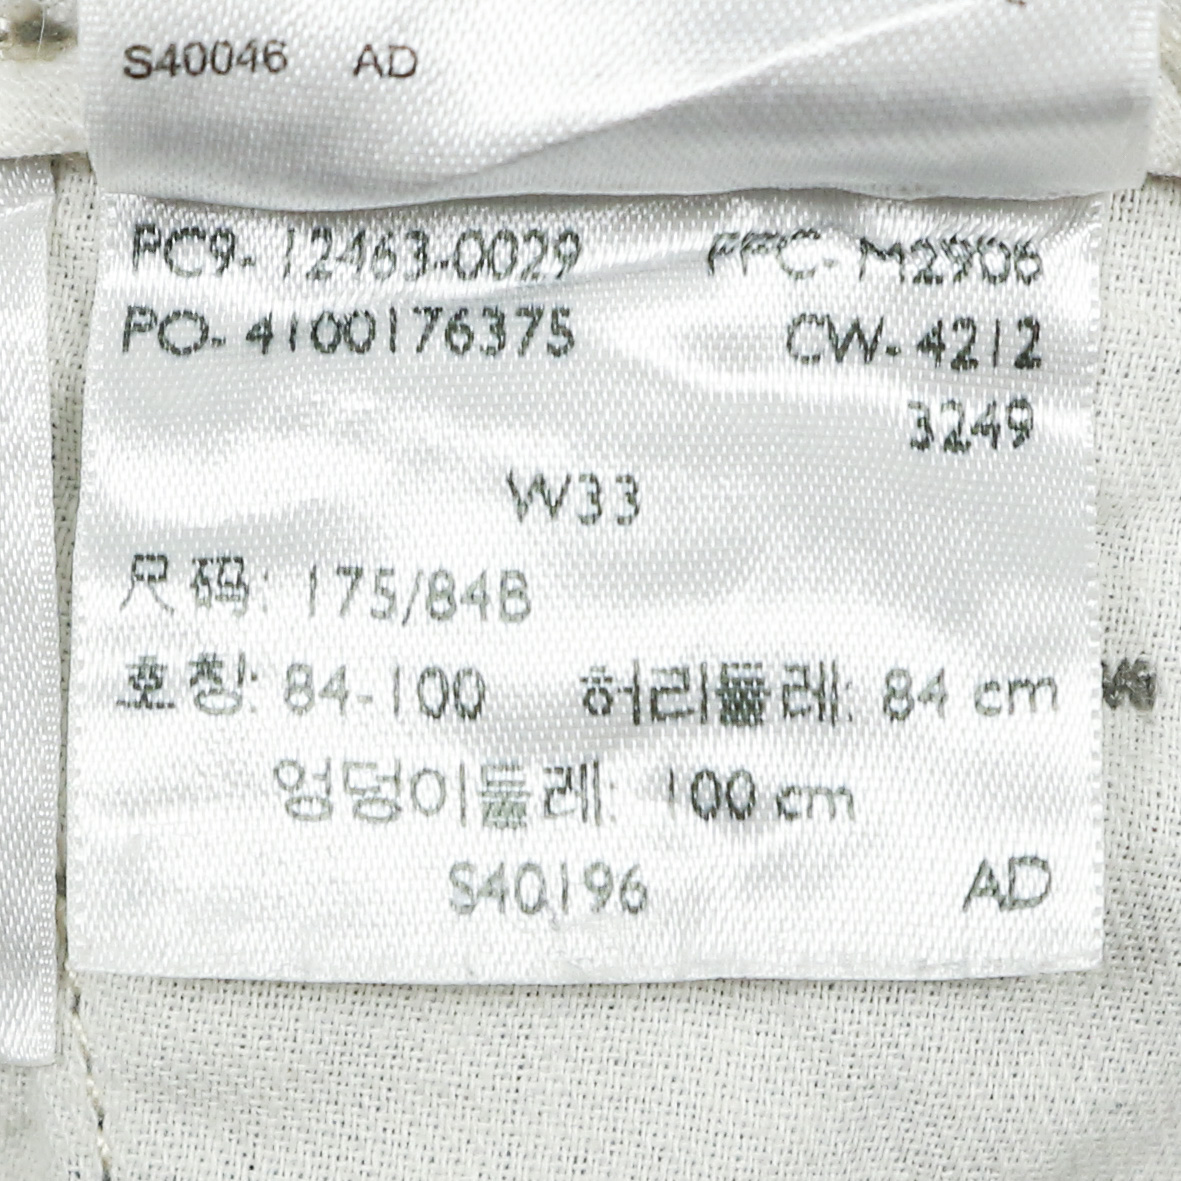 S40046 AD
PC9-12463-0029 FFC-M2906
PO-4100176375 CW-4212
3249
W33
尺码: 175/84B
호칭: 84-100 허리둘레: 84 cm
엉덩이둘레: 100 cm
S40196 AD